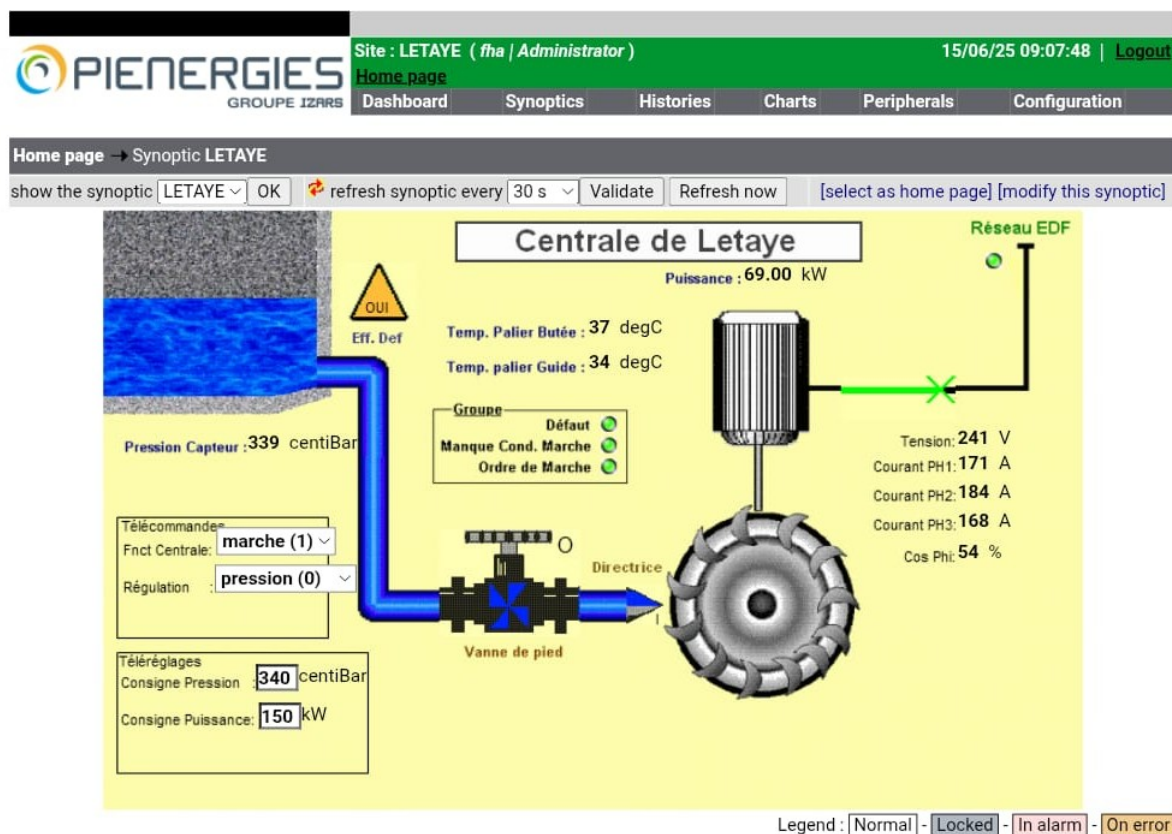 PIENERGIES
GROUPE IZARS
Site : LETAYE ( fha | Administrator )
15/06/25 09:07:48 | Logout
Home page
Dashboard Synoptics Histories Charts Peripherals Configuration
Home page → Synoptic LETAYE
show the synoptic LETAYE OK refresh synoptic every 30 s Validate Refresh now [select as home page] [modify this synoptic]
Centrale de Letaye
Réseau EDF
Puissance : 69.00 kW
OUI
Eff. Def
Temp. Palier Butée : 37 degC
Temp. palier Guide : 34 degC
Groupe
Défaut
Manque Cond. Marche
Ordre de Marche
Pression Capteur : 339 centiBar
Tension: 241 V
Courant PH1: 171 A
Courant PH2: 184 A
Courant PH3: 168 A
Cos Phi: 54 %
Télécommandes
Fnct Centrale: marche (1)
Régulation : pression (0)
O
Directrice
Vanne de pied
Téléréglages
Consigne Pression : 340 centiBar
Consigne Puissance: 150 kW
Legend : Normal - Locked - In alarm - On error